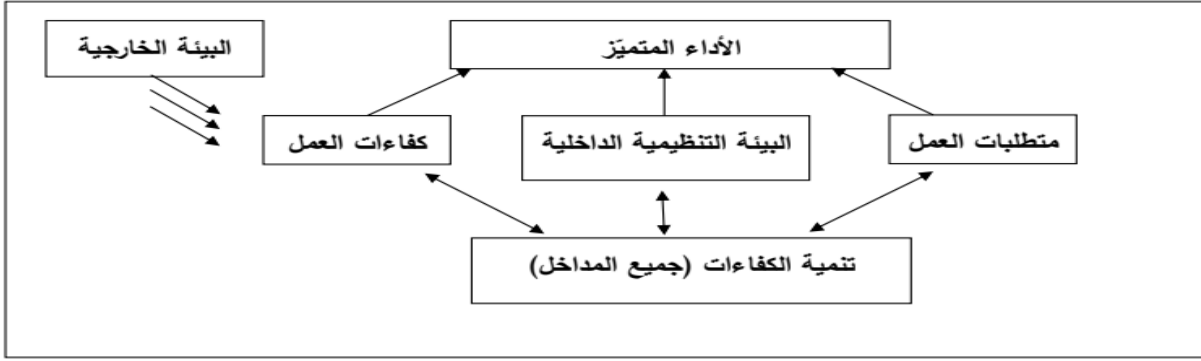 البيئة الخارجية
الأداء المتميّز
متطلبات العمل
البيئة التنظيمية الداخلية
كفاءات العمل
تنمية الكفاءات (جميع المداخل)